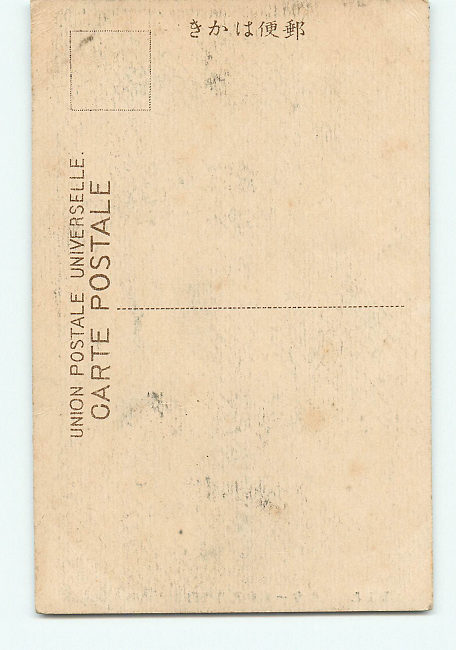 郵便はかき
UNION POSTALE UNIVERSELLE.
CARTE POSTALE